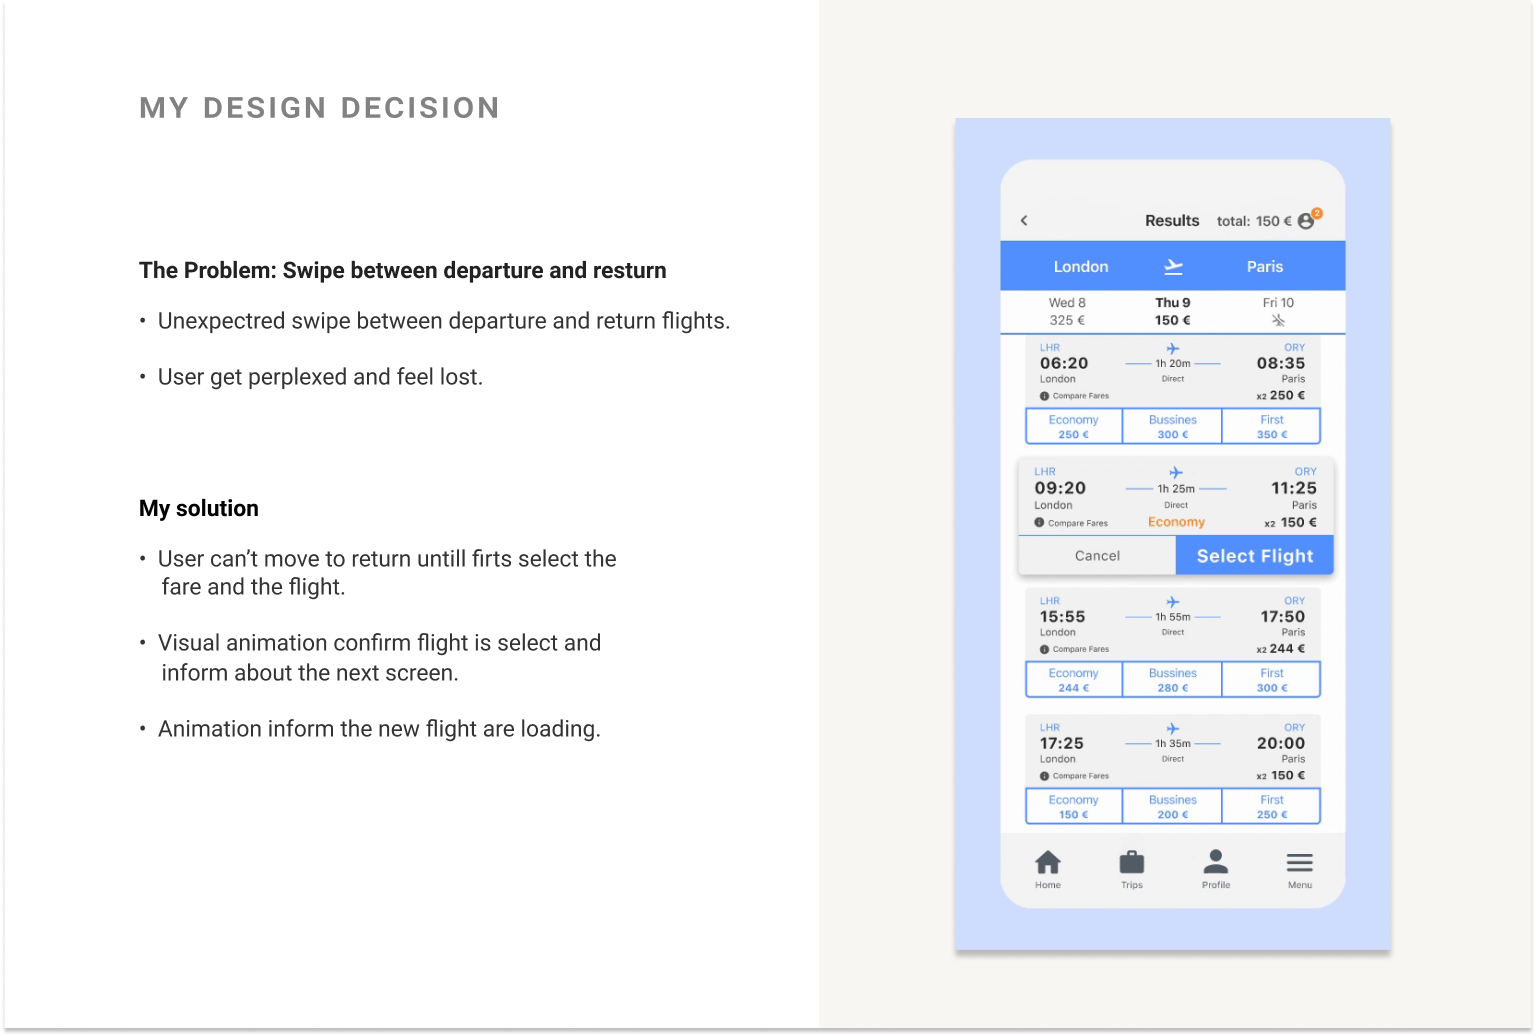 MY DESIGN DECISION
The Problem: Swipe between departure and resturn
• Unexpectred swipe between departure and return flights.
• User get perplexed and feel lost.
My solution
• User can’t move to return untill firts select the
fare and the flight.
• Visual animation confirm flight is select and
inform about the next screen.
• Animation inform the new flight are loading.
Results total: 150 € 2
London Paris
Wed 8 Thu 9 Fri 10
325 € 150 €
LHR ORY
06:20 1h 20m 08:35
London Direct Paris
Compare Fares x2 250 €
Economy Bussines First
250 € 300 € 350 €
LHR ORY
09:20 1h 25m 11:25
London Direct Paris
Compare Fares Economy x2 150 €
Cancel Select Flight
LHR ORY
15:55 1h 55m 17:50
London Direct Paris
Compare Fares x2 244 €
Economy Bussines First
244 € 280 € 300 €
LHR ORY
17:25 1h 35m 20:00
London Direct Paris
Compare Fares x2 150 €
Economy Bussines First
150 € 200 € 250 €
Home Trips Profile Menu